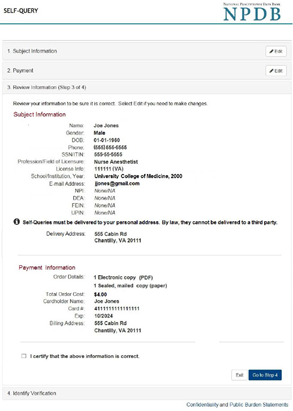 NATIONAL PRACTITIONER DATA BANK
SELF-QUERY
NPDB
1. Subject Information
Edit
2. Payment
Edit
3. Review Information (Step 3 of 4)
Review your information to be sure it is correct. Select Edit if you need to make changes.
Subject Information
Name: Joe Jones
Gender: Male
DOB: 01-01-1980
Phone: (555)555-5555
SSN/ITIN: 555-55-5555
Profession/Field of Licensure: Nurse Anesthetist
License Info: 111111 (VA)
School/Institution, Year: University College of Medicine, 2000
E-mail Address: jjones@gmail.com
NPI: None/NA
DEA: None/NA
FEIN: None/NA
UPIN: None/NA
Self-Queries must be delivered to your personal address. By law, they cannot be delivered to a third party.
Delivery Address: 555 Cabin Rd
Chantilly, VA 20111
Payment Information
Order Details: 1 Electronic copy (PDF)
1 Sealed, mailed copy (paper)
Total Order Cost: $4.00
Cardholder Name: Joe Jones
Card #: 4111111111111111
Exp: 10/2024
Billing Address: 555 Cabin Rd
Chantilly, VA 20111
I certify that the above information is correct.
Exit
Go to Step 4
4. Identify Verification
Confidentiality and Public Burden Statements